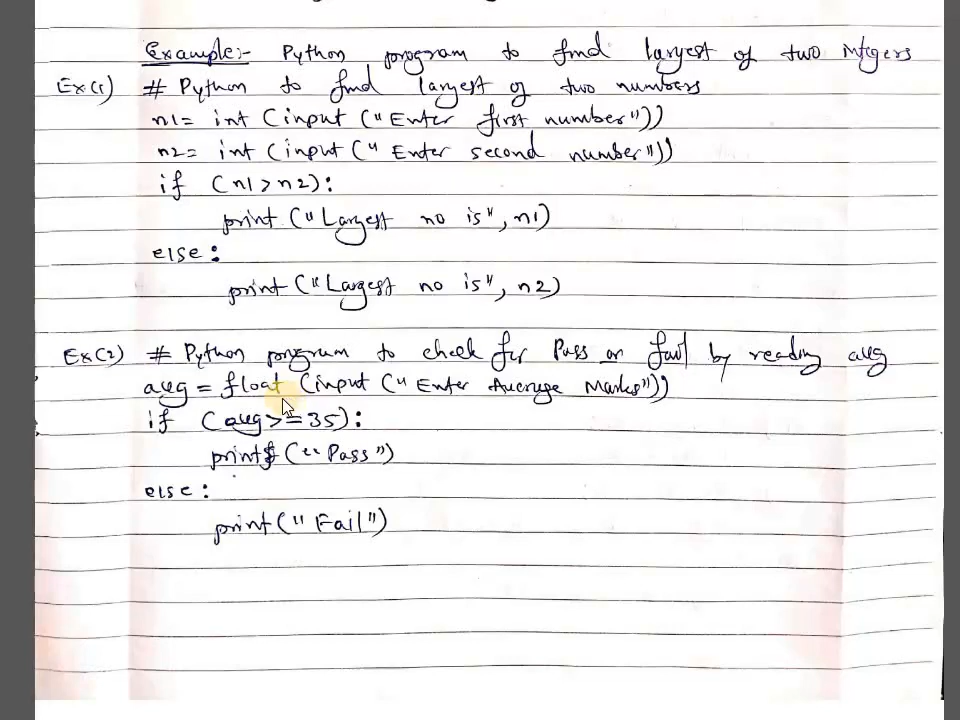 Example:- Python program to find largest of two integers
Ex(1) # Python to find largest of two numbers
n1= int (input ("Enter first number"))
n2= int (input (" Enter second number"))
if (n1>n2):
print ("Largest no is", n1)
else:
print ("Largest no is", n2)
Ex(2) # Python program to check for Pass or fail by reading avg
avg = float (input (" Enter Average Marks"))
if (avg>=35):
print ("Pass")
else:
print(" Fail")